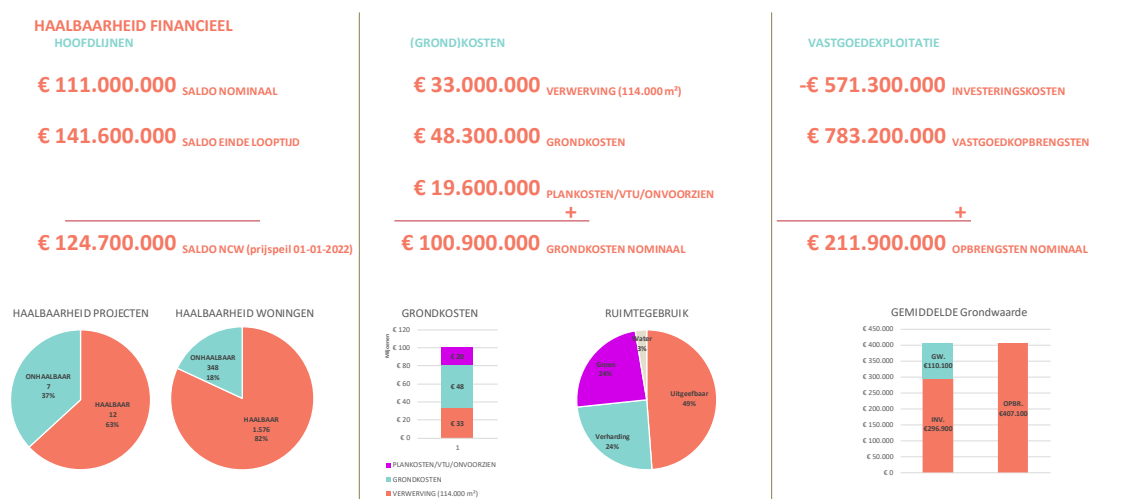 HAALBAARHEID FINANCIEEL
HOOFDLIJNEN
€ 111.000.000 SALDO NOMINAAL
€ 141.600.000 SALDO EINDE LOOPTIJD
€ 124.700.000 SALDO NCW (prijspeil 01-01-2022)
(GROND)KOSTEN
€ 33.000.000 VERWERVING (114.000 m²)
€ 48.300.000 GRONDKOSTEN
€ 19.600.000 PLANKOSTEN/VTU/ONVOORZIEN
+
€ 100.900.000 GRONDKOSTEN NOMINAAL
VASTGOEDEXPLOITATIE
-€ 571.300.000 INVESTERINGSKOSTEN
€ 783.200.000 VASTGOEDKOPBRENGSTEN
+
€ 211.900.000 OPBRENGSTEN NOMINAAL
HAALBAARHEID PROJECTEN
ONHAALBAAR
7
37%
HAALBAAR
12
63%
HAALBAARHEID WONINGEN
ONHAALBAAR
348
18%
HAALBAAR
1.576
82%
GRONDKOSTEN
Miljoenen
€ 120
€ 100
€ 80
€ 60
€ 40
€ 20
€ 0
€ 20
€ 48
€ 33
1
PLANKOSTEN/VTU/ONVOORZIEN
GRONDKOSTEN
VERWERVING (114.000 m²)
RUIMTEGEBRUIK
Water
3%
Groen
24%
Uitgeefbaar
49%
Verharding
24%
GEMIDDELDE Grondwaarde
€ 450.000
€ 400.000
€ 350.000
€ 300.000
€ 250.000
€ 200.000
€ 150.000
€ 100.000
€ 50.000
€ 0
GW.
€110.100
INV.
€296.900
OPBR.
€407.100